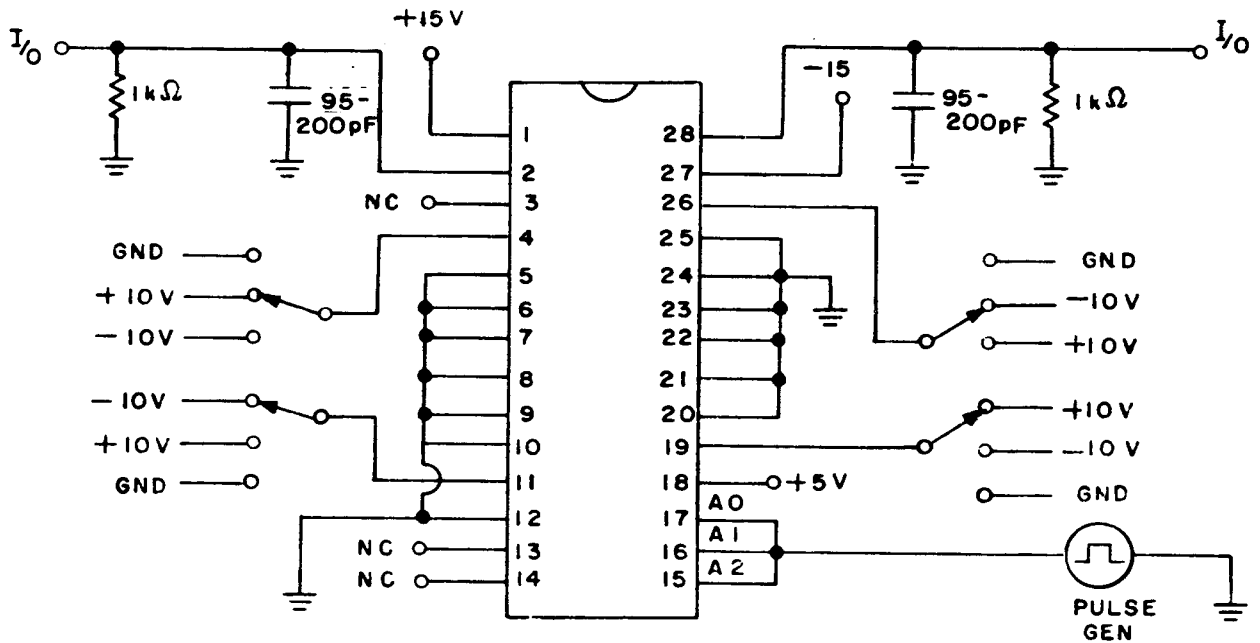 I/O
+15V
I/O
1kΩ
95-
200pF
-15
95-
200pF
1kΩ
1
28
2
27
NC
3
26
4
25
GND
5
24
GND
+10V
6
23
-10V
-10V
7
22
+10V
8
21
-10V
9
20
+10V
+10V
10
19
-10V
GND
11
18
+5V
GND
12
17
A0
NC
13
16
A1
NC
14
15
A2
PULSE
GEN